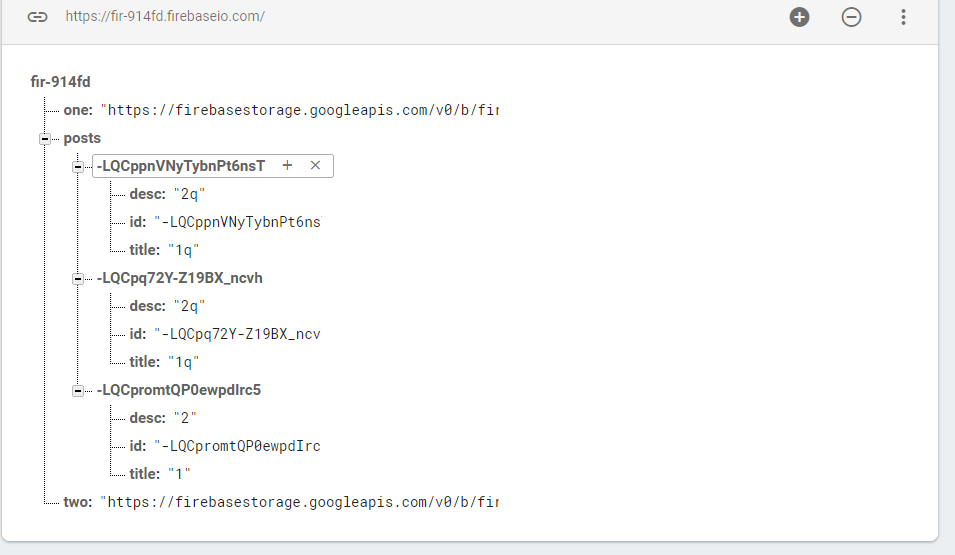 https://fir-914fd.firebaseio.com/
fir-914fd
one: "https://firebasestorage.googleapis.com/v0/b/fir
posts
-LQCppnVNyTybnPt6nsT
desc: "2q"
id: "-LQCppnVNyTybnPt6ns
title: "1q"
-LQCpq72Y-Z19BX_ncvh
desc: "2q"
id: "-LQCpq72Y-Z19BX_ncv
title: "1q"
-LQCpromtQP0ewpdIrc5
desc: "2"
id: "-LQCpromtQP0ewpdIrc
title: "1"
two: "https://firebasestorage.googleapis.com/v0/b/fir